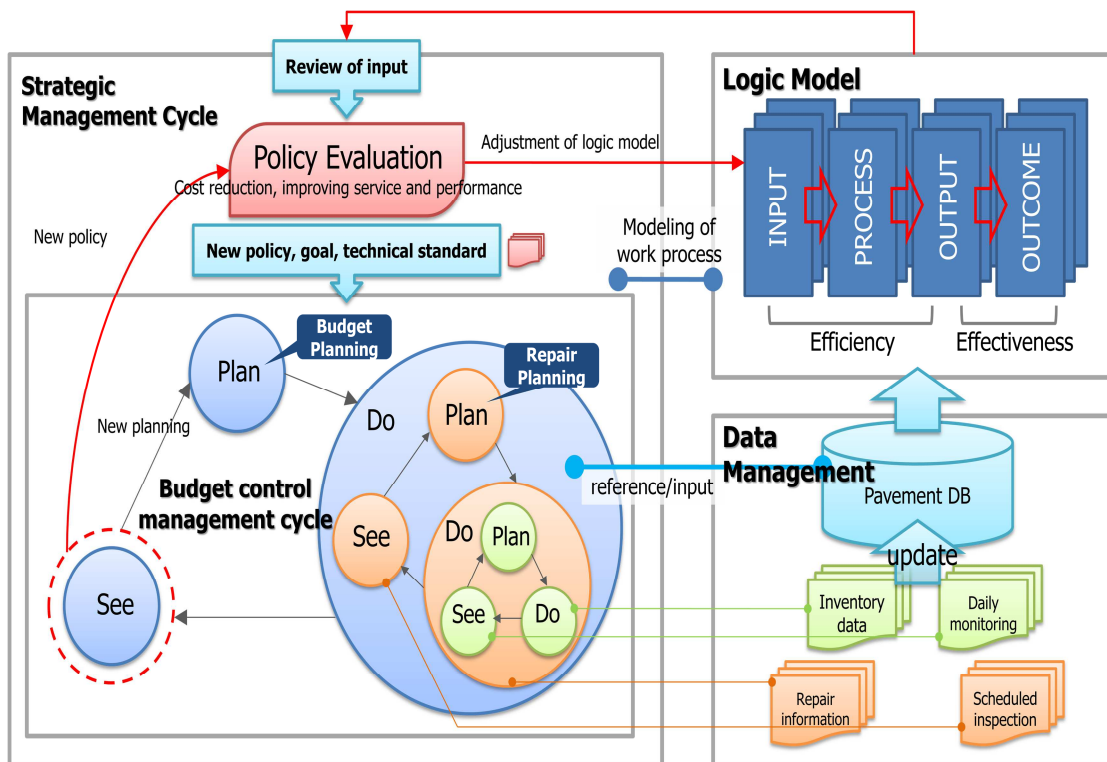 Review of input
Strategic
Management Cycle
Policy Evaluation
Cost reduction, improving service and performance
Adjustment of logic model
New policy
New policy, goal, technical standard
Modeling of
work process
Logic Model
INPUT
PROCESS
OUTPUT
OUTCOME
Efficiency
Effectiveness
Budget
Planning
Plan
Do
Repair
Planning
Plan
New planning
Budget control
management cycle
See
See
Do
Plan
See
Do
reference/input
Data
Management
Pavement DB
update
Inventory
data
Daily
monitoring
Repair
information
Scheduled
inspection